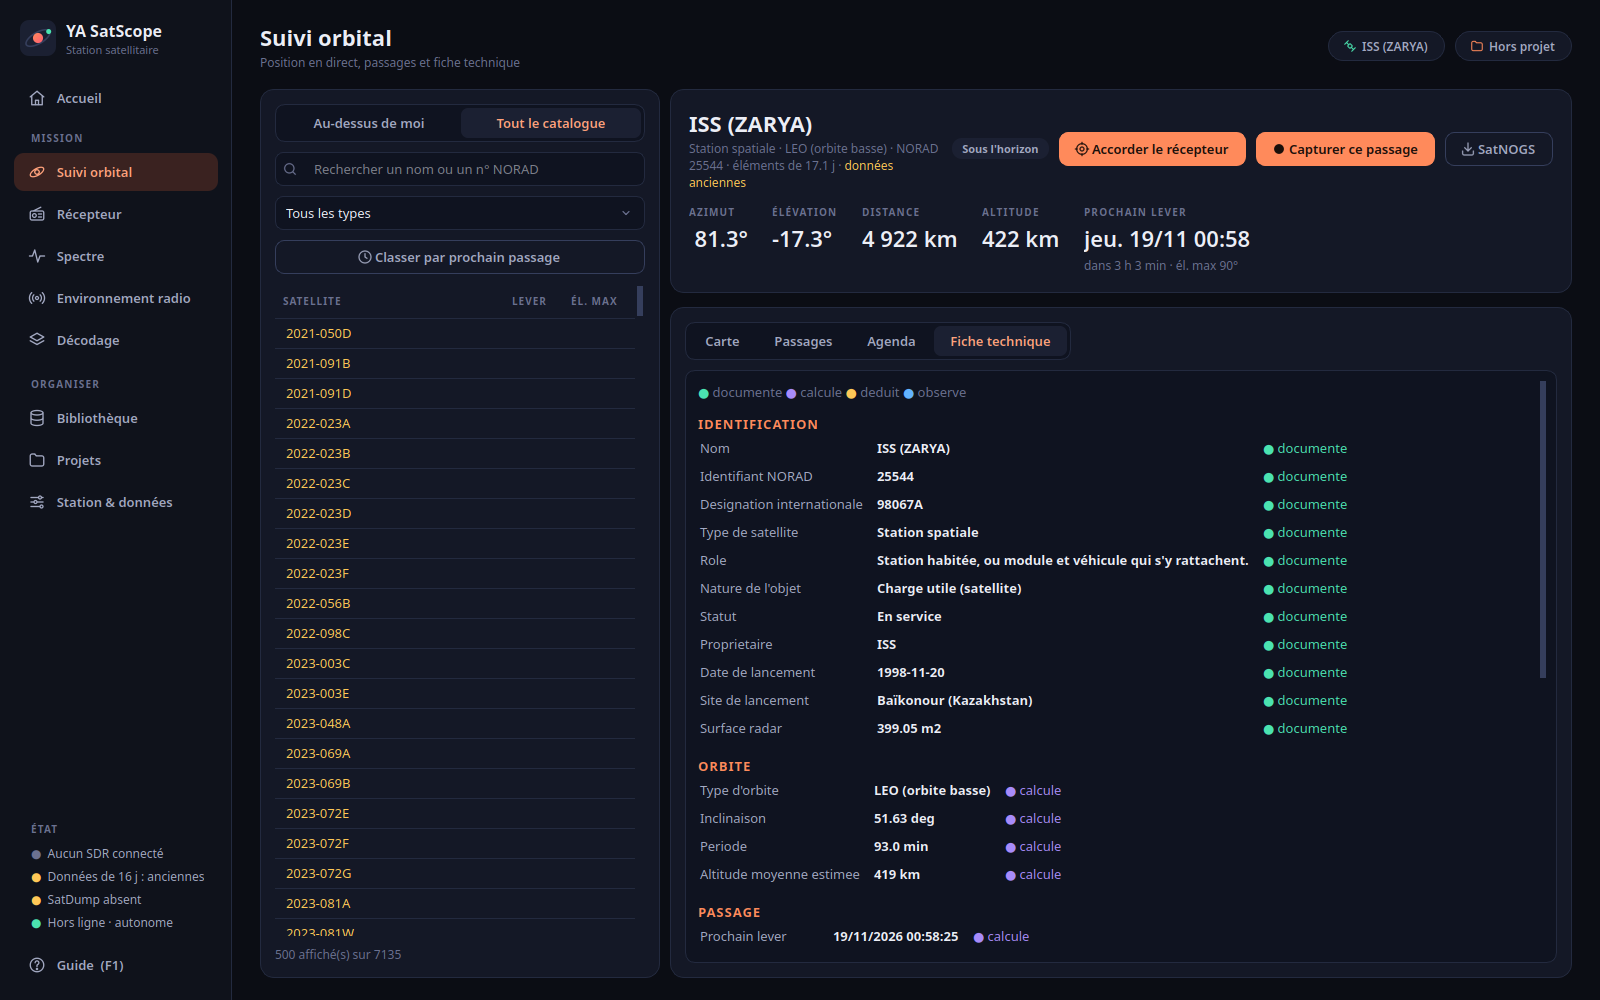 YA SatScope
Station satellitaire
Accueil
MISSION
Suivi orbital
Récepteur
Spectre
Environnement radio
Décodage
ORGANISER
Bibliothèque
Projets
Station & données
ÉTAT
Aucun SDR connecté
Données de 16 j : anciennes
SatDump absent
Hors ligne · autonome
Guide (F1)
Suivi orbital
Position en direct, passages et fiche technique
ISS (ZARYA)
Hors projet
Au-dessus de moi
Tout le catalogue
Rechercher un nom ou un n° NORAD
Tous les types
Classer par prochain passage
SATELLITE LEVER ÉL. MAX
2021-050D
2021-091B
2021-091D
2022-023A
2022-023B
2022-023C
2022-023D
2022-023E
2022-023F
2022-056B
2022-098C
2023-003C
2023-003E
2023-048A
2023-069A
2023-069B
2023-072E
2023-072F
2023-072G
2023-081A
2023-081W
500 affiché(s) sur 7135
ISS (ZARYA)
Station spatiale · LEO (orbite basse) · NORAD
25544 · éléments de 17.1 j · données
anciennes
Sous l'horizon
Accorder le récepteur
Capturer ce passage
SatNOGS
AZIMUT ÉLÉVATION DISTANCE ALTITUDE PROCHAIN LEVER
81.3° -17.3° 4 922 km 422 km jeu. 19/11 00:58
dans 3 h 3 min · él. max 90°
Carte Passages Agenda Fiche technique
documente calcule deduit observe
IDENTIFICATION
Nom ISS (ZARYA) documente
Identifiant NORAD 25544 documente
Designation internationale 98067A documente
Type de satellite Station spatiale documente
Role Station habitée, ou module et véhicule qui s'y rattachent. documente
Nature de l'objet Charge utile (satellite) documente
Statut En service documente
Proprietaire ISS documente
Date de lancement 1998-11-20 documente
Site de lancement Baïkonour (Kazakhstan) documente
Surface radar 399.05 m2 documente
ORBITE
Type d'orbite LEO (orbite basse) calcule
Inclinaison 51.63 deg calcule
Periode 93.0 min calcule
Altitude moyenne estimee 419 km calcule
PASSAGE
Prochain lever 19/11/2026 00:58:25 calcule